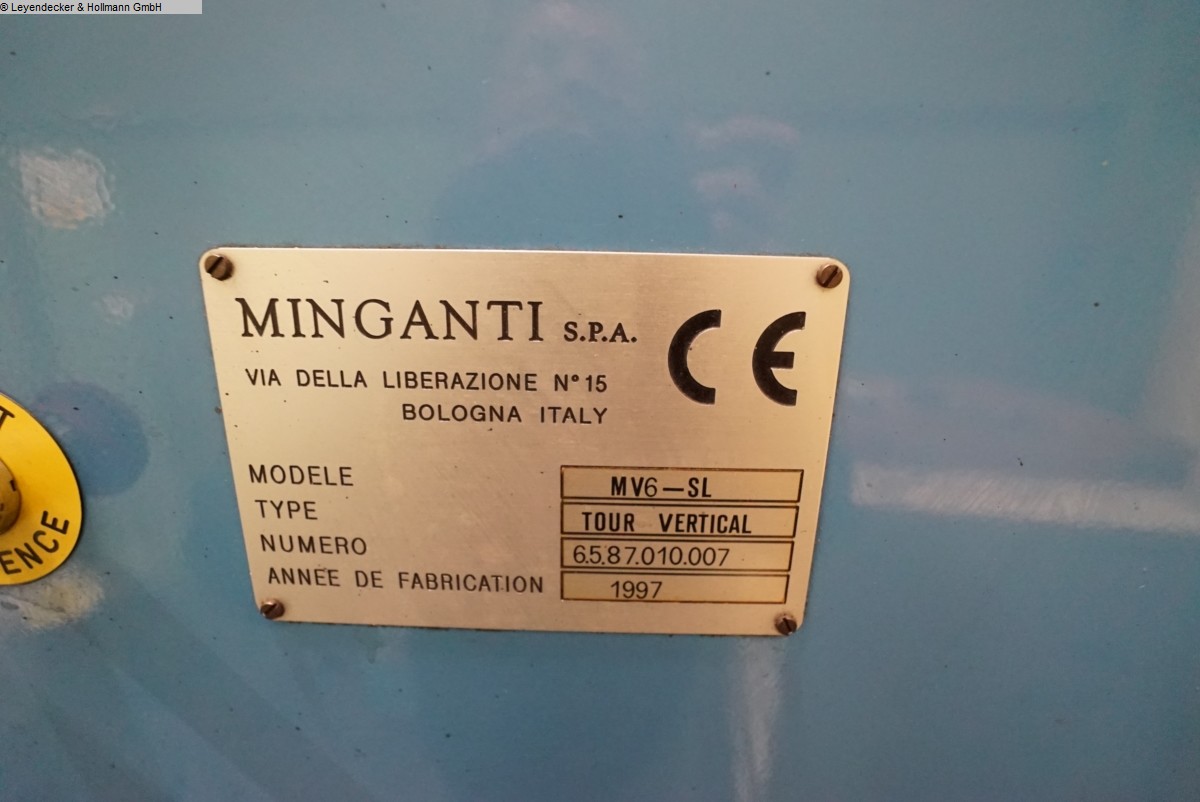 © Leyendecker & Hollmann GmbH
MINGANTI S.P.A. CE
VIA DELLA LIBERAZIONE N° 15
BOLOGNA ITALY
MODELE MV6-SL
TYPE TOUR VERTICAL
NUMERO 6.5.87.010.007
ANNÉE DE FABRICATION 1997
ENCE